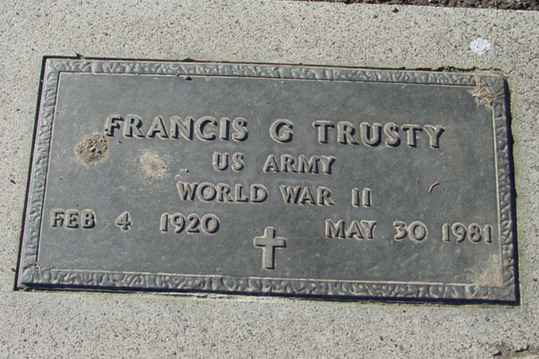 FRANCIS G TRUSTY
US ARMY
WORLD WAR II
FEB 4 1920 MAY 30 1981